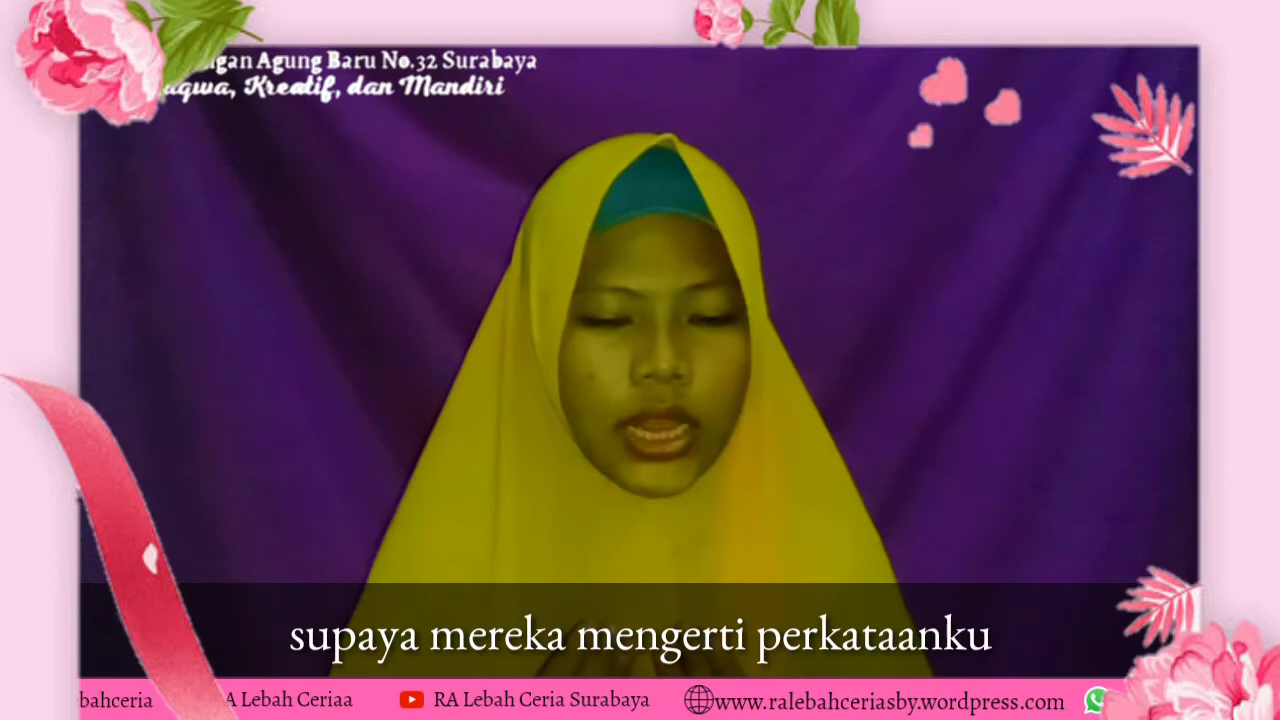 Agung Baru No.32 Surabaya
Kreatif, dan Mandiri
supaya mereka mengerti perkataanku
Lebah Ceriaa
RA Lebah Ceria Surabaya
www.ralebahceriasby.wordpress.com